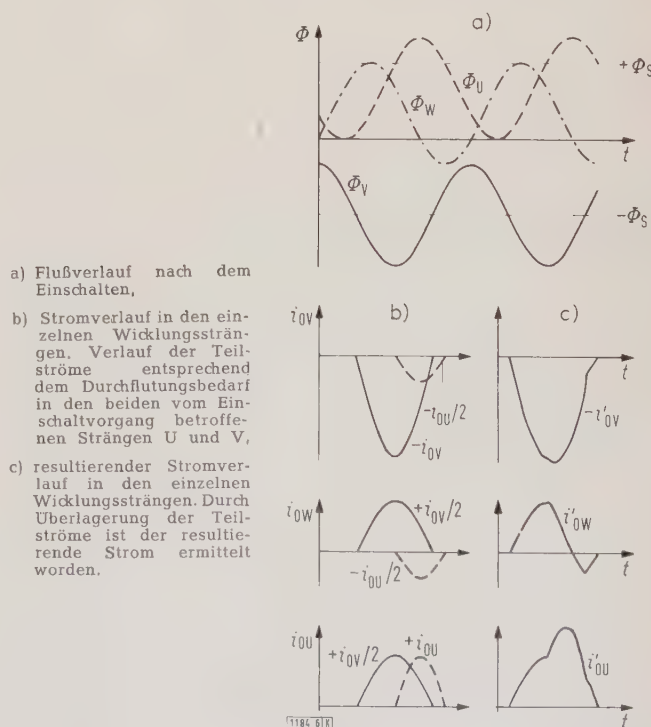 a)
Φ
+ΦS
ΦU
ΦW
t
ΦV
-ΦS
a) Flußverlauf nach dem
Einschalten,
b) Stromverlauf in den ein-
zelnen Wicklungssträn-
gen. Verlauf der Teil-
ströme entsprechend
dem Durchflutungsbedarf
in den beiden vom Ein-
schaltvorgang betroffe-
nen Strängen U und V,
c) resultierender Stromver-
lauf in den einzelnen
Wicklungssträngen. Durch
Überlagerung der Teil-
ströme ist der resultie-
rende Strom ermittelt
worden.
b)
c)
i0V
t
-i0U/2
-i0V
-i'0V
i0W
+i0V/2
-i0U/2
i'0W
t
i0U
+i0V/2
+i0U
i'0U
t
1184 6 K